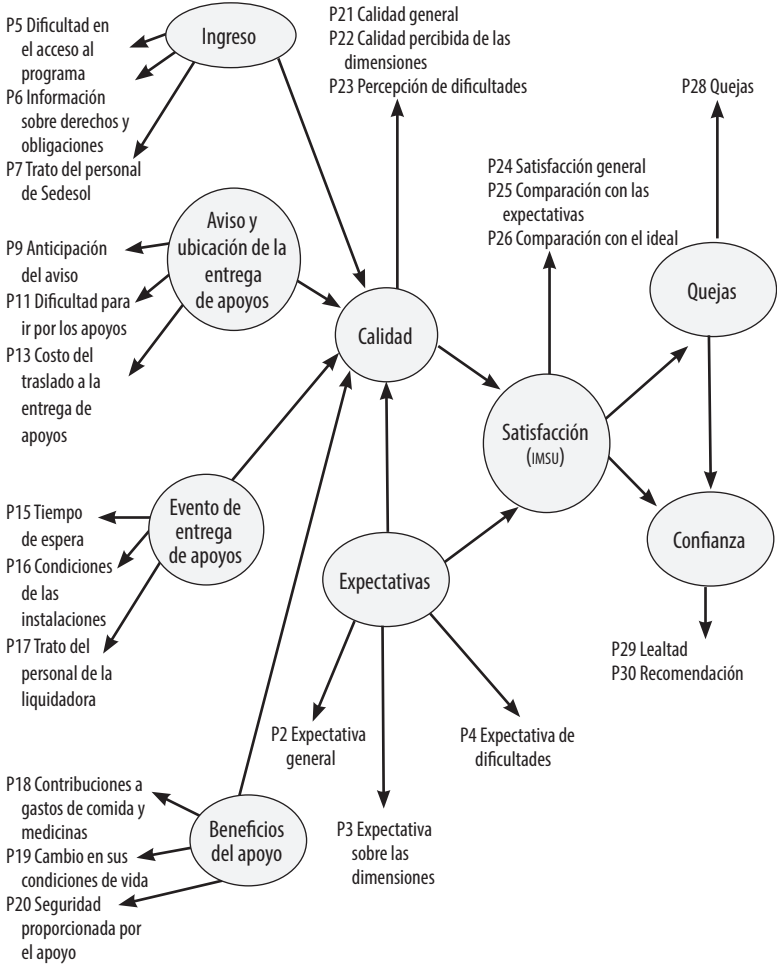 P5 Dificultad en
el acceso al
programa
P6 Información
sobre derechos y
obligaciones
P7 Trato del personal
de Sedesol
Ingreso
P21 Calidad general
P22 Calidad percibida de las
dimensiones
P23 Percepción de dificultades
P28 Quejas
P24 Satisfacción general
P25 Comparación con las
expectativas
P26 Comparación con el ideal
Aviso y
ubicación de la
entrega
de apoyos
P9 Anticipación
del aviso
P11 Dificultad para
ir por los apoyos
P13 Costo del
traslado a la
entrega de
apoyos
Calidad
Quejas
Satisfacción
(IMSU)
Evento de
entrega
de apoyos
P15 Tiempo
de espera
P16 Condiciones
de las
instalaciones
P17 Trato del
personal de la
liquidadora
Expectativas
Confianza
P29 Lealtad
P30 Recomendación
P2 Expectativa
general
P4 Expectativa de
dificultades
P3 Expectativa
sobre las
dimensiones
P18 Contribuciones a
gastos de comida y
medicinas
P19 Cambio en sus
condiciones de vida
P20 Seguridad
proporcionada por
el apoyo
Beneficios
del apoyo